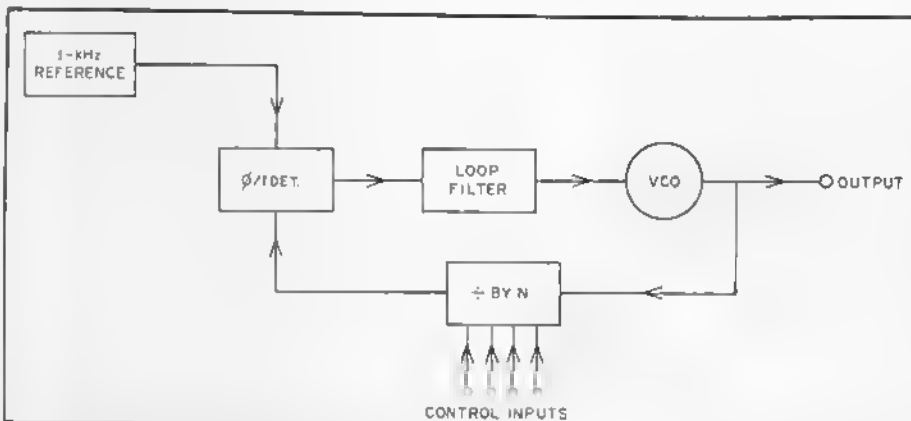 1-kHz
REFERENCE
Ø/f DET.
LOOP
FILTER
VCO
OUTPUT
÷ BY N
CONTROL INPUTS